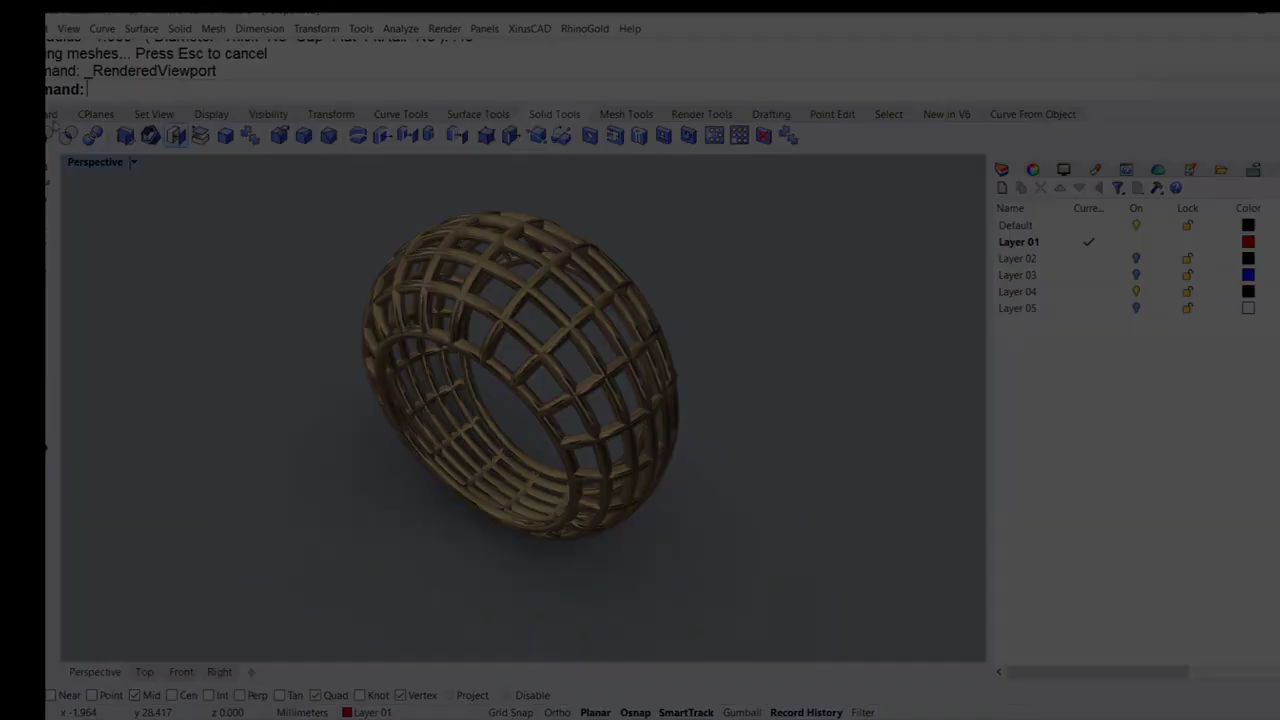 View Curve Surface Solid Mesh Dimension Transform Tools Analyze Render Panels XirusCAD RhinoGold Help
ng meshes... Press Esc to cancel
mand: _RenderedViewport
mand:
ard CPlanes Set View Display Visibility Transform Curve Tools Surface Tools Solid Tools Mesh Tools Render Tools Drafting Point Edit Select New in V6 Curve From Object
Perspective
Name Curre... On Lock Color
Default
Layer 01
Layer 02
Layer 03
Layer 04
Layer 05
Perspective Top Front Right
Near Point Mid Cen Int Perp Tan Quad Knot Vertex Project Disable
x -1.964 y 28.417 z 0.000 Millimeters Layer 01 Grid Snap Ortho Planar Osnap SmartTrack Gumball Record History Filter